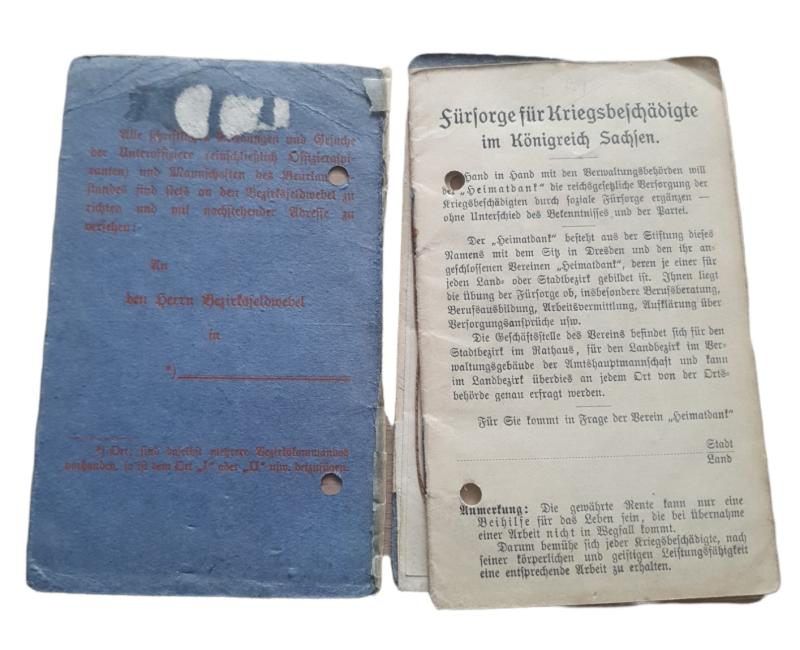 Alle schriftlichen Meldungen und Gesuche
der Unteroffiziere (einschließlich Offizieraspi-
ranten) und Mannschaften des Beurlaub
standes sind stets an den Bezirksfeldwebel zu
richten und mit nachstehender Adresse zu
versehen:
An
den Herrn Bezirksfeldwebel
in
*)
*) Ort; sind daselbst mehrere Bezirkskommandos
vorhanden, so ist dem Ort „I“ oder „II“ usw. beizufügen.
Fürsorge für Kriegsbeschädigte
im Königreich Sachsen.
Hand in Hand mit den Verwaltungsbehörden will
der „Heimatdank“ die reichsgesetzliche Versorgung der
Kriegsbeschädigten durch soziale Fürsorge ergänzen —
ohne Unterschied des Bekenntnisses und der Partei.
Der „Heimatdank“ besteht aus der Stiftung dieses
Namens mit dem Sitz in Dresden und den ihr an-
geschlossenen Vereinen „Heimatdank“, deren je einer für
jeden Land- oder Stadtbezirk gebildet ist. Ihnen liegt
die Übung der Fürsorge ob, insbesondere Berufsberatung,
Berufsausbildung, Arbeitsvermittlung, Aufklärung über
Versorgungsansprüche usw.
Die Geschäftsstelle des Vereins befindet sich für den
Stadtbezirk im Rathaus, für den Landbezirk im Ver-
waltungsgebäude der Amtshauptmannschaft und kann
im Landbezirk überdies an jedem Ort von der Orts-
behörde genau erfragt werden.
Für Sie kommt in Frage der Verein „Heimatdank“
Stadt
Land
Anmerkung: Die gewährte Rente kann nur eine
Beihilfe für das Leben sein, die bei Übernahme
einer Arbeit nicht in Wegfall kommt.
Darum bemühe sich jeder Kriegsbeschädigte, nach
seiner körperlichen und geistigen Leistungsfähigkeit
eine entsprechende Arbeit zu erhalten.